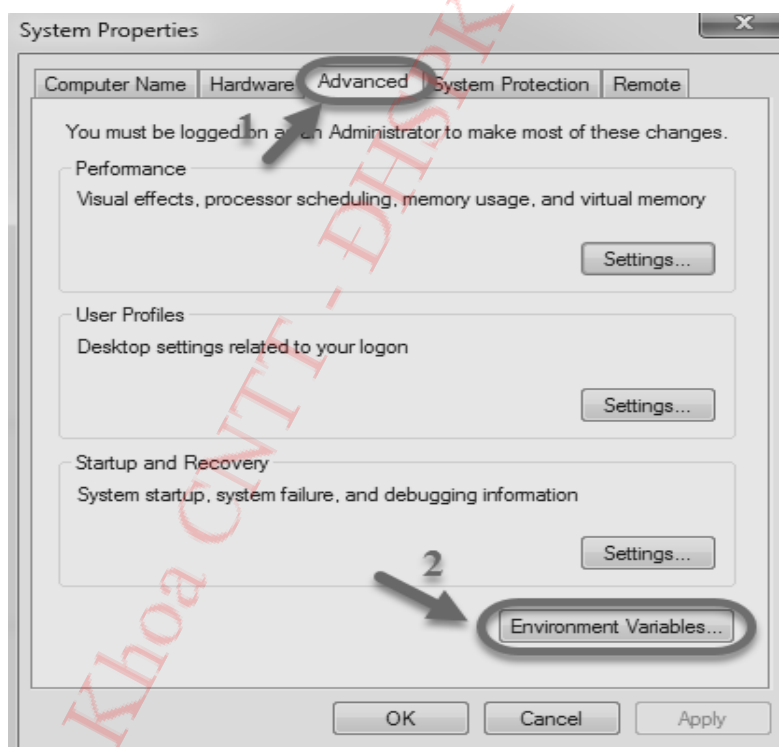 System Properties
Computer Name Hardware Advanced System Protection Remote
1
You must be logged on as an Administrator to make most of these changes.
Performance
Visual effects, processor scheduling, memory usage, and virtual memory
Settings...
User Profiles
Desktop settings related to your logon
Settings...
Startup and Recovery
System startup, system failure, and debugging information
Settings...
2
Environment Variables...
OK Cancel Apply
Khoa CNTT - ĐHSPK